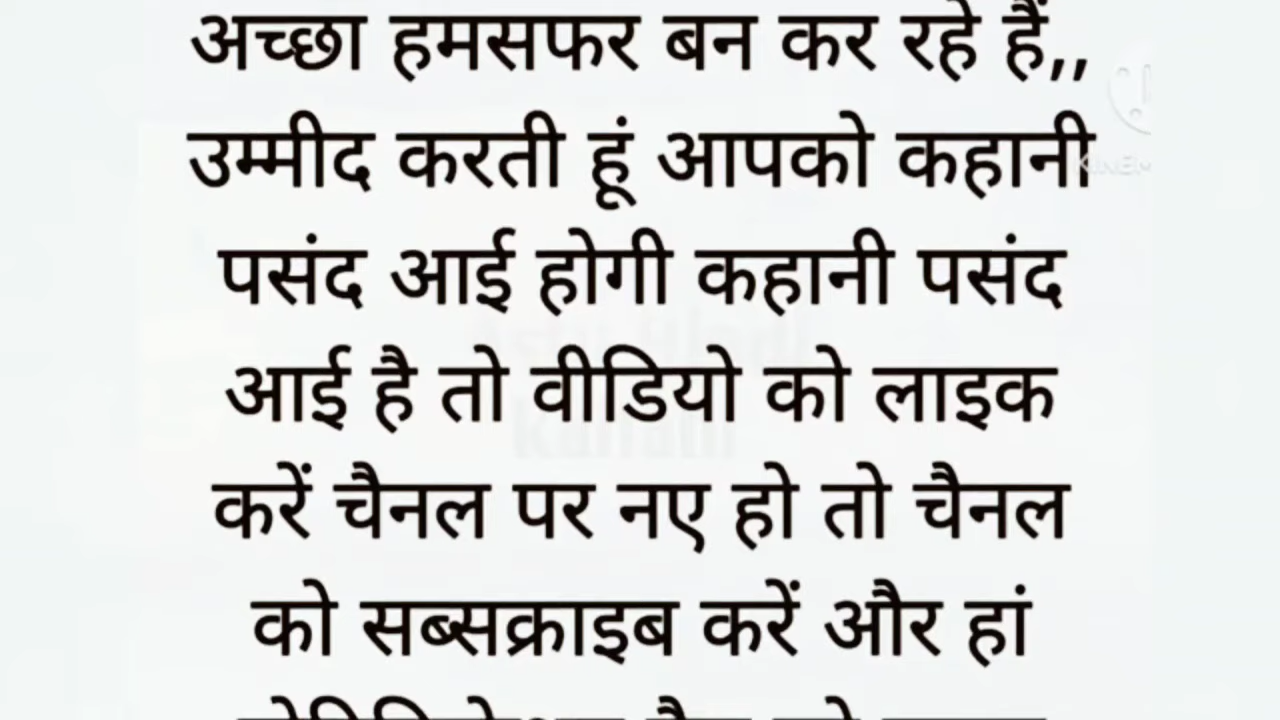 अच्छा हमसफर बन कर रहे हैं,,
उम्मीद करती हूं आपको कहानी
पसंद आई होगी कहानी पसंद
आई है तो वीडियो को लाइक
करें चैनल पर नए हो तो चैनल
को सब्सक्राइब करें और हां